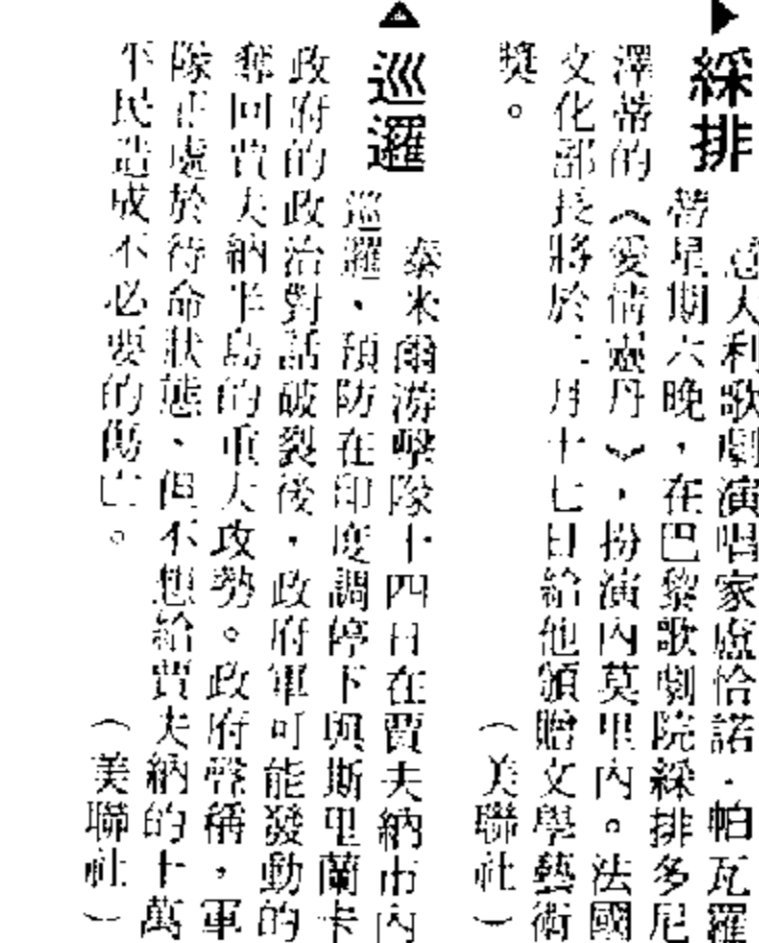 ▶綵排
意大利歌劇演唱家盧恰諾·帕瓦羅
蒂星期六晚，在巴黎歌劇院綵排多尼
澤蒂的《愛情靈丹》，扮演內莫里內。法國
文化部長將於二月十七日給他頒贈文學藝術
獎。
（美聯社）
▲巡邏
泰米爾游擊隊十四日在賈夫納市內
巡邏，預防在印度調停下與斯里蘭卡
政府的政治對話破裂後，政府軍可能發動的
奪回賈夫納半島的重大攻勢。政府聲稱，軍
隊正處於待命狀態，但不想給賈夫納的十萬
平民造成不必要的傷亡。
（美聯社）